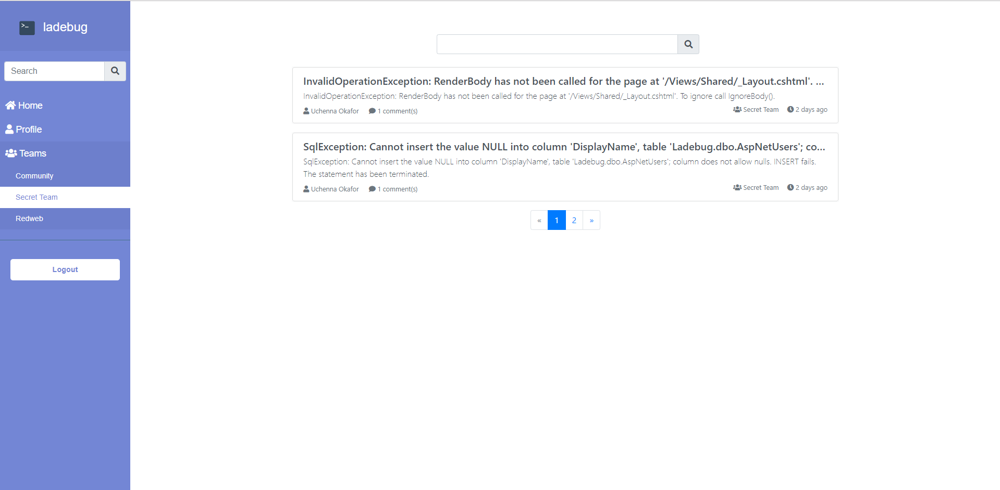 >_ ladebug
Search
Home
Profile
Teams
Community
Secret Team
Redweb
Logout
InvalidOperationException: RenderBody has not been called for the page at '/Views/Shared/_Layout.cshtml'. ...
InvalidOperationException: RenderBody has not been called for the page at '/Views/Shared/_Layout.cshtml'. To ignore call IgnoreBody().
Uchenna Okafor 1 comment(s) Secret Team 2 days ago
SqlException: Cannot insert the value NULL into column 'DisplayName', table 'Ladebug.dbo.AspNetUsers'; co...
SqlException: Cannot insert the value NULL into column 'DisplayName', table 'Ladebug.dbo.AspNetUsers'; column does not allow nulls. INSERT fails.
The statement has been terminated.
Uchenna Okafor 1 comment(s) Secret Team 2 days ago
« 1 2 »